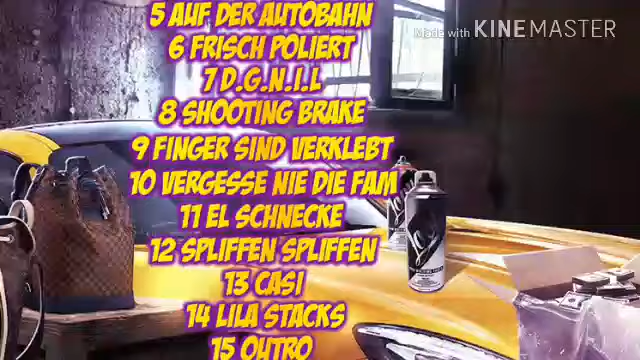 5 AUF DER AUTOBAHN
Made with KINEMASTER
6 FRISCH POLIERT
7 D.G.N.I.L
8 SHOOTING BRAKE
9 FINGER SIND VERKLEBT
10 VERGESSE NIE DIE FAM
11 EL SCHNECKE
12 SPLIFFEN SPLIFFEN
13 CASI
14 LILA STACKS
15 OUTRO